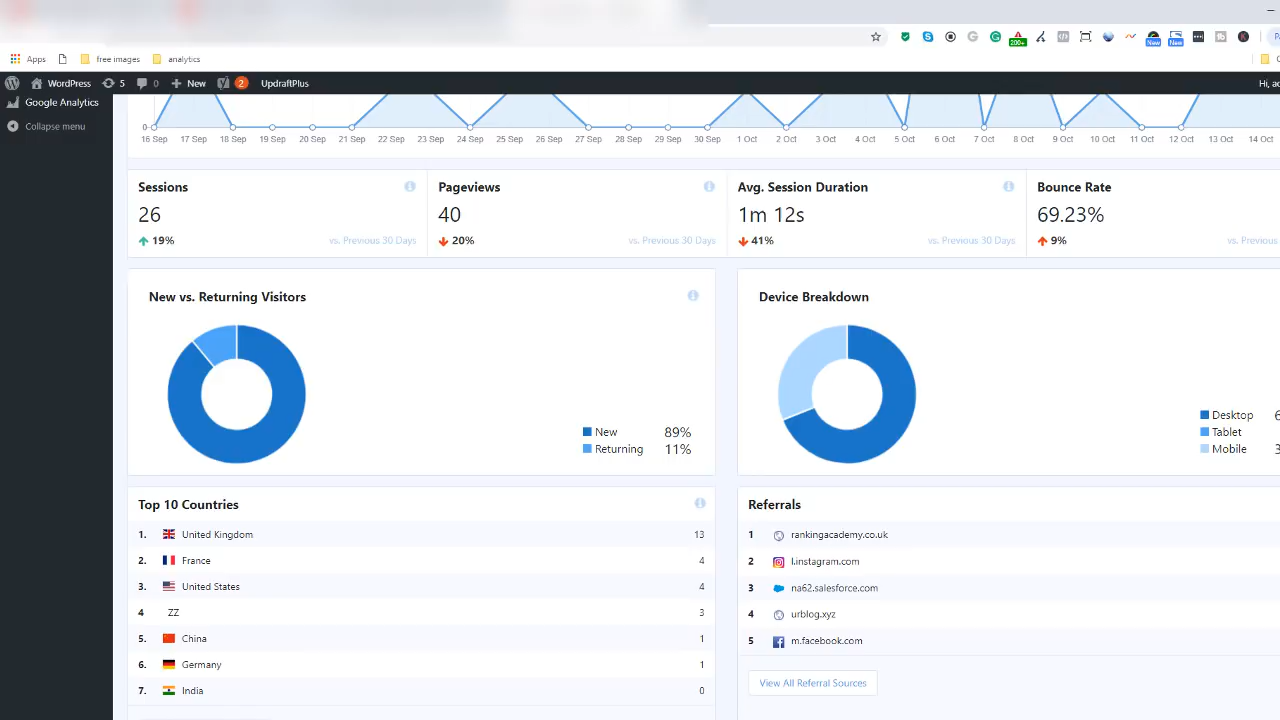 Apps free images analytics
WordPress 5 0 New 2 UpdraftPlus Hi,
Google Analytics
Collapse menu
0
16 Sep 17 Sep 18 Sep 19 Sep 20 Sep 21 Sep 22 Sep 23 Sep 24 Sep 25 Sep 26 Sep 27 Sep 28 Sep 29 Sep 30 Sep 1 Oct 2 Oct 3 Oct 4 Oct 5 Oct 6 Oct 7 Oct 8 Oct 9 Oct 10 Oct 11 Oct 12 Oct 13 Oct 14 Oct
Sessions
26
19% vs. Previous 30 Days
Pageviews
40
20% vs. Previous 30 Days
Avg. Session Duration
1m 12s
41% vs. Previous 30 Days
Bounce Rate
69.23%
9% vs. Previous
New vs. Returning Visitors
New 89%
Returning 11%
Device Breakdown
Desktop
Tablet
Mobile
Top 10 Countries
1. United Kingdom 13
2. France 4
3. United States 4
4 ZZ 3
5. China 1
6. Germany 1
7. India 0
Referrals
1 rankingacademy.co.uk
2 l.instagram.com
3 na62.salesforce.com
4 urblog.xyz
5 m.facebook.com
View All Referral Sources